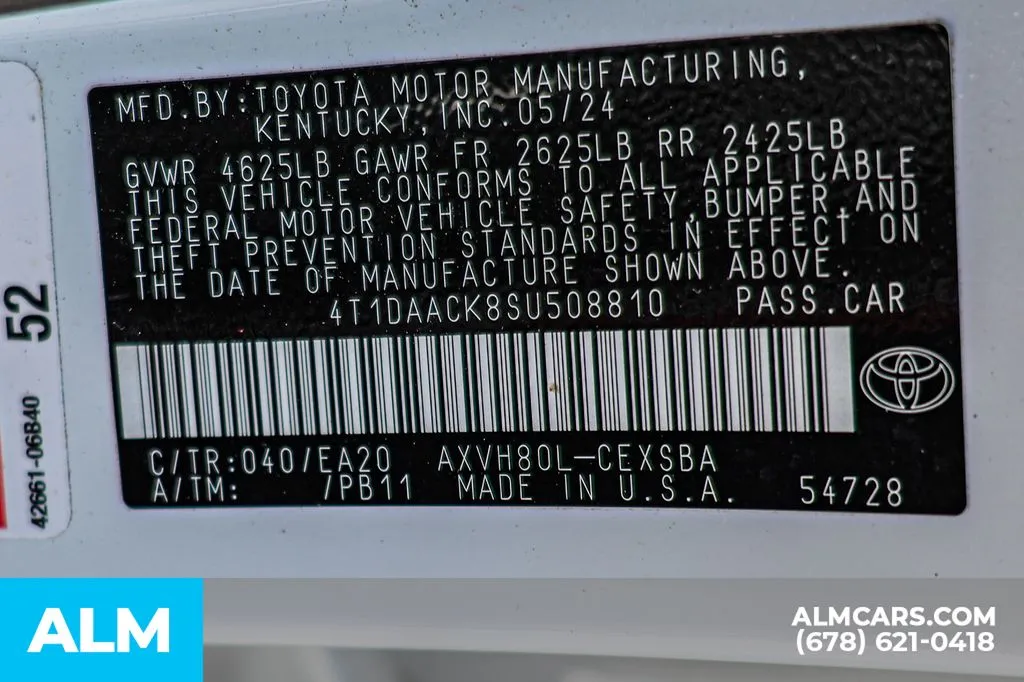 MFD.BY:TOYOTA MOTOR MANUFACTURING,
KENTUCKY,INC.05/24
GVWR 4625LB GAWR FR 2625LB RR 2425LB
THIS VEHICLE CONFORMS TO ALL APPLICABLE
FEDERAL MOTOR VEHICLE SAFETY,BUMPER,AND
THEFT PREVENTION STANDARDS IN EFFECT ON
THE DATE OF MANUFACTURE SHOWN ABOVE.
4T1DAACK8SU508810 PASS.CAR
C/TR:040/EA20 AXVH80L-CEXSBA
A/TM: /PB11 MADE IN U.S.A. 54728
52
42661-06B40
ALM
ALMCARS.COM
(678) 621-0418